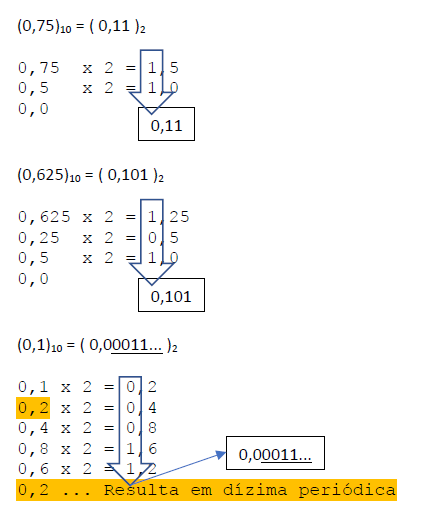 (0,75)₁₀ = ( 0,11 )₂
0,75 x 2 = 1,5
0,5 x 2 = 1,0
0,0
0,11
(0,625)₁₀ = ( 0,101 )₂
0,625 x 2 = 1,25
0,25 x 2 = 0,5
0,5 x 2 = 1,0
0,0
0,101
(0,1)₁₀ = ( 0,00011... )₂
0,1 x 2 = 0,2
0,2 x 2 = 0,4
0,4 x 2 = 0,8
0,8 x 2 = 1,6
0,6 x 2 = 1,2
0,00011...
0,2 ... Resulta em dízima periódica